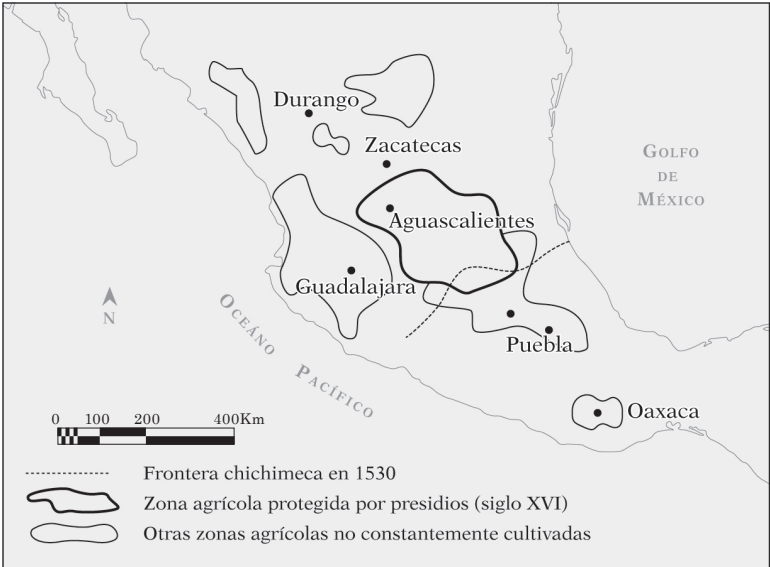 Durango
Zacatecas
GOLFO
DE
MÉXICO
Aguascalientes
Guadalajara
OCEÁNO PACÍFICO
N
Puebla
Oaxaca
0 100 200 400Km
Frontera chichimeca en 1530
Zona agrícola protegida por presidios (siglo XVI)
Otras zonas agrícolas no constantemente cultivadas